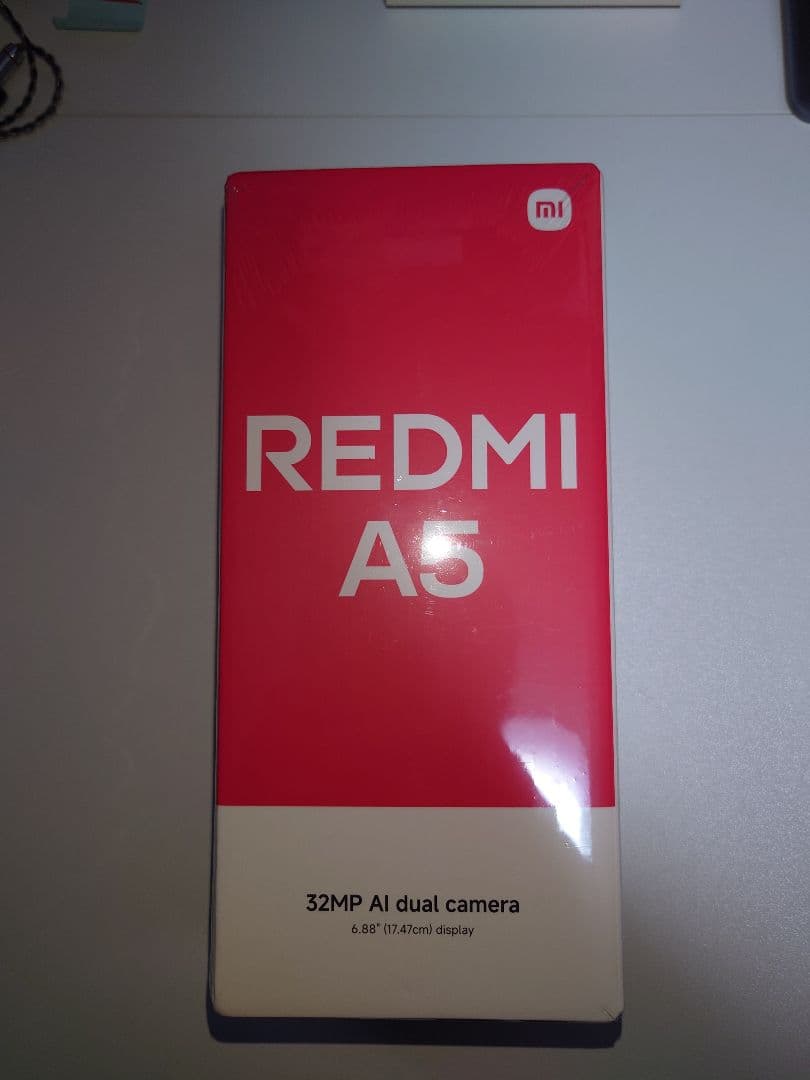 mi
REDMI
A5
32MP AI dual camera
6.88" (17.47cm) display